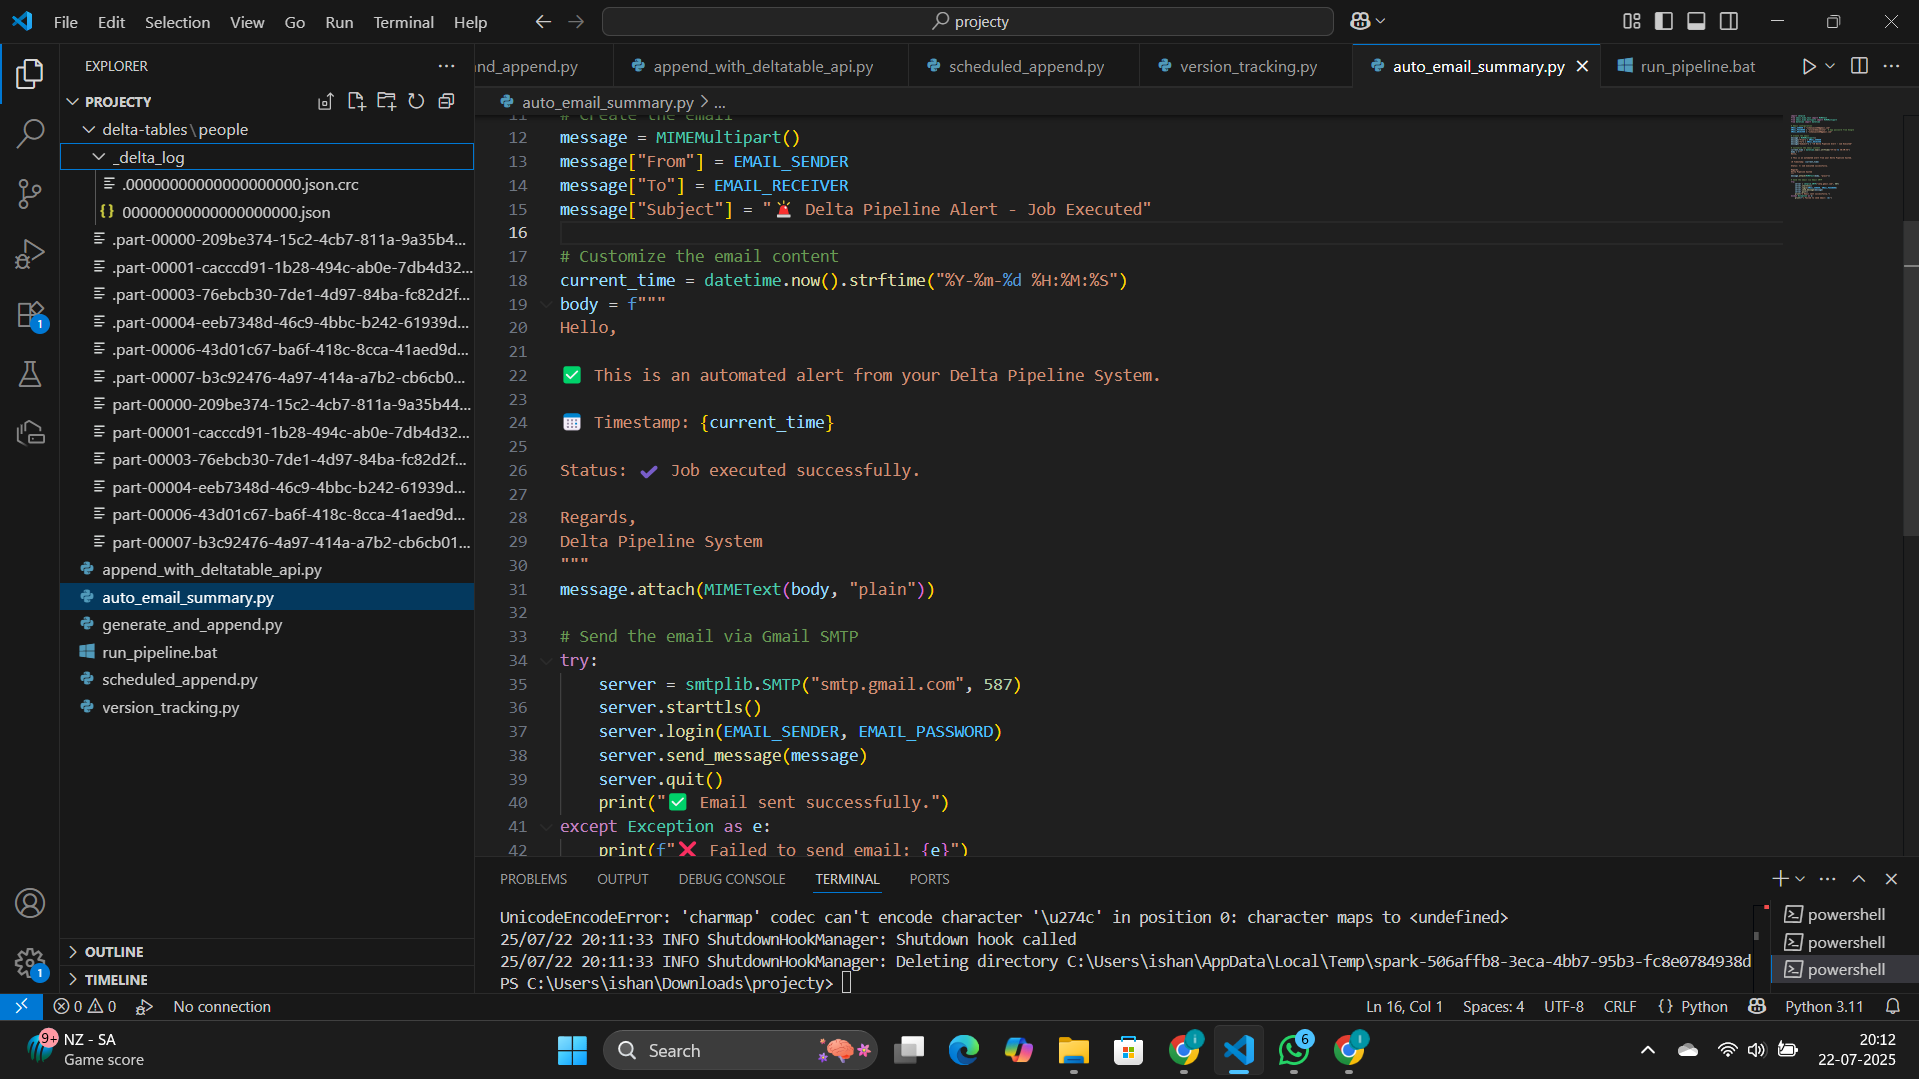 File Edit Selection View Go Run Terminal Help
projecty
EXPLORER
nd_append.py
append_with_deltatable_api.py
scheduled_append.py
version_tracking.py
auto_email_summary.py
run_pipeline.bat
PROJECTY
auto_email_summary.py > ...
delta-tables\people
_delta_log
.00000000000000000000.json.crc
00000000000000000000.json
.part-00000-209be374-15c2-4cb7-811a-9a35b4...
.part-00001-cacccd91-1b28-494c-ab0e-7db4d32...
.part-00003-76ebcb30-7de1-4d97-84ba-fc82d2f...
.part-00004-eeb7348d-46c9-4bbc-b242-61939d...
.part-00006-43d01c67-ba6f-418c-8cca-41aed9d...
.part-00007-b3c92476-4a97-414a-a7b2-cb6cb0...
part-00000-209be374-15c2-4cb7-811a-9a35b44...
part-00001-cacccd91-1b28-494c-ab0e-7db4d32...
part-00003-76ebcb30-7de1-4d97-84ba-fc82d2f...
part-00004-eeb7348d-46c9-4bbc-b242-61939d...
part-00006-43d01c67-ba6f-418c-8cca-41aed9d...
part-00007-b3c92476-4a97-414a-a7b2-cb6cb01...
append_with_deltatable_api.py
auto_email_summary.py
generate_and_append.py
run_pipeline.bat
scheduled_append.py
version_tracking.py
OUTLINE
TIMELINE
11 # Create the email
12 message = MIMEMultipart()
13 message["From"] = EMAIL_SENDER
14 message["To"] = EMAIL_RECEIVER
15 message["Subject"] = "🚨 Delta Pipeline Alert - Job Executed"
16
17 # Customize the email content
18 current_time = datetime.now().strftime("%Y-%m-%d %H:%M:%S")
19 body = f"""
20 Hello,
21
22 ✅ This is an automated alert from your Delta Pipeline System.
23
24 📅 Timestamp: {current_time}
25
26 Status: ✔ Job executed successfully.
27
28 Regards,
29 Delta Pipeline System
30 """
31 message.attach(MIMEText(body, "plain"))
32
33 # Send the email via Gmail SMTP
34 try:
35 server = smtplib.SMTP("smtp.gmail.com", 587)
36 server.starttls()
37 server.login(EMAIL_SENDER, EMAIL_PASSWORD)
38 server.send_message(message)
39 server.quit()
40 print("✅ Email sent successfully.")
41 except Exception as e:
42 print(f"❌ Failed to send email: {e}")
PROBLEMS OUTPUT DEBUG CONSOLE TERMINAL PORTS
UnicodeEncodeError: 'charmap' codec can't encode character '\u274c' in position 0: character maps to <undefined>
25/07/22 20:11:33 INFO ShutdownHookManager: Shutdown hook called
25/07/22 20:11:33 INFO ShutdownHookManager: Deleting directory C:\Users\ishan\AppData\Local\Temp\spark-506affb8-3eca-4bb7-95b3-fc8e0784938d
PS C:\Users\ishan\Downloads\projecty>
powershell
powershell
powershell
1
1
0 0 No connection
Ln 16, Col 1 Spaces: 4 UTF-8 CRLF {} Python Python 3.11
9+ NZ - SA
Game score
Search
6
20:12
22-07-2025